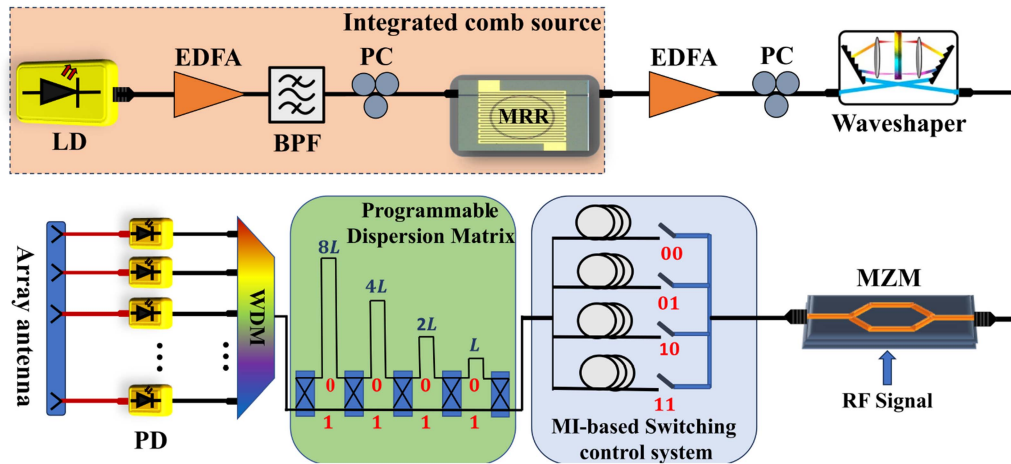 Integrated comb source
EDFA
PC
EDFA
PC
LD
BPF
MRR
Waveshaper
Programmable
Dispersion Matrix
8L
4L
2L
L
0 0 0 0
1 1 1 1
WDM
Array antenna
PD
00
01
10
11
MI-based Switching
control system
MZM
RF Signal